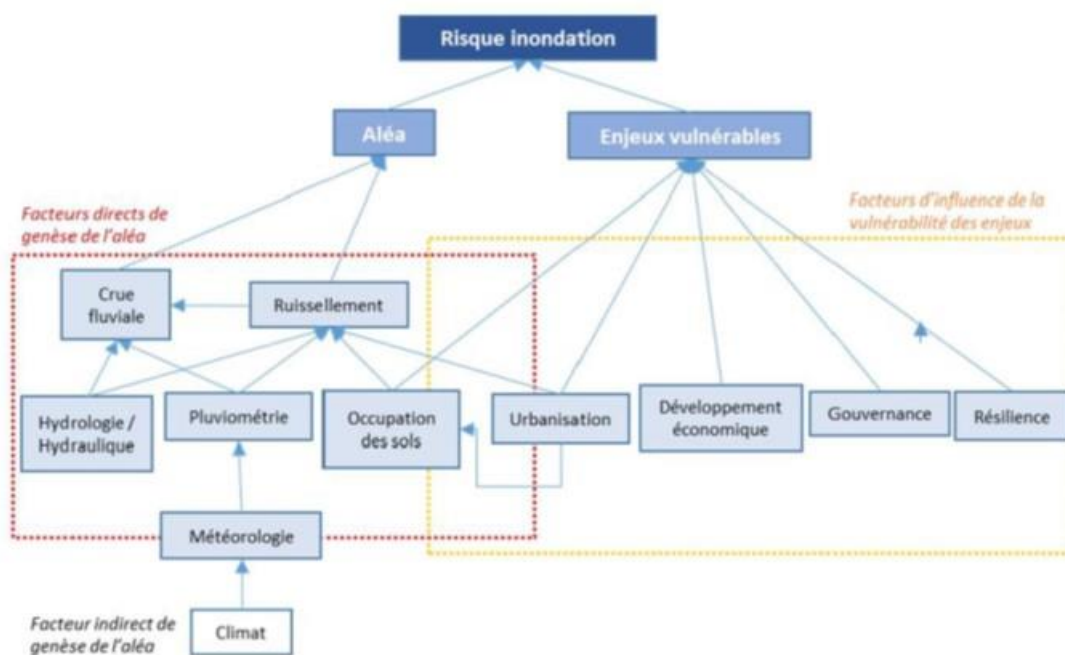 Risque inondation
Aléa
Enjeux vulnérables
Facteurs directs de
genèse de l'aléa
Facteurs d'influence de la
vulnérabilité des enjeux
Crue
fluviale
Ruissellement
Hydrologie /
Hydraulique
Pluviométrie
Occupation
des sols
Urbanisation
Développement
économique
Gouvernance
Résilience
Météorologie
Facteur indirect de
genèse de l'aléa
Climat